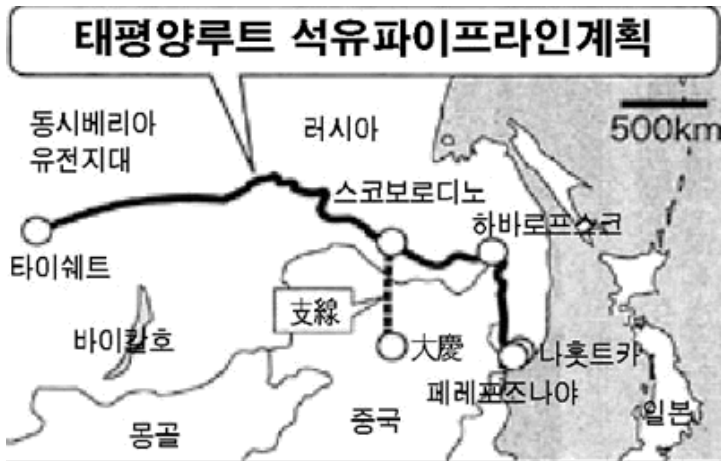 태평양루트 석유파이프라인계획
동시베리아
유전지대
러시아
500km
스코보로디노
하바로프스코
타이쉐트
支線
바이칼호
大慶
나홋트카
페레포즈나야
일본
몽골
중국